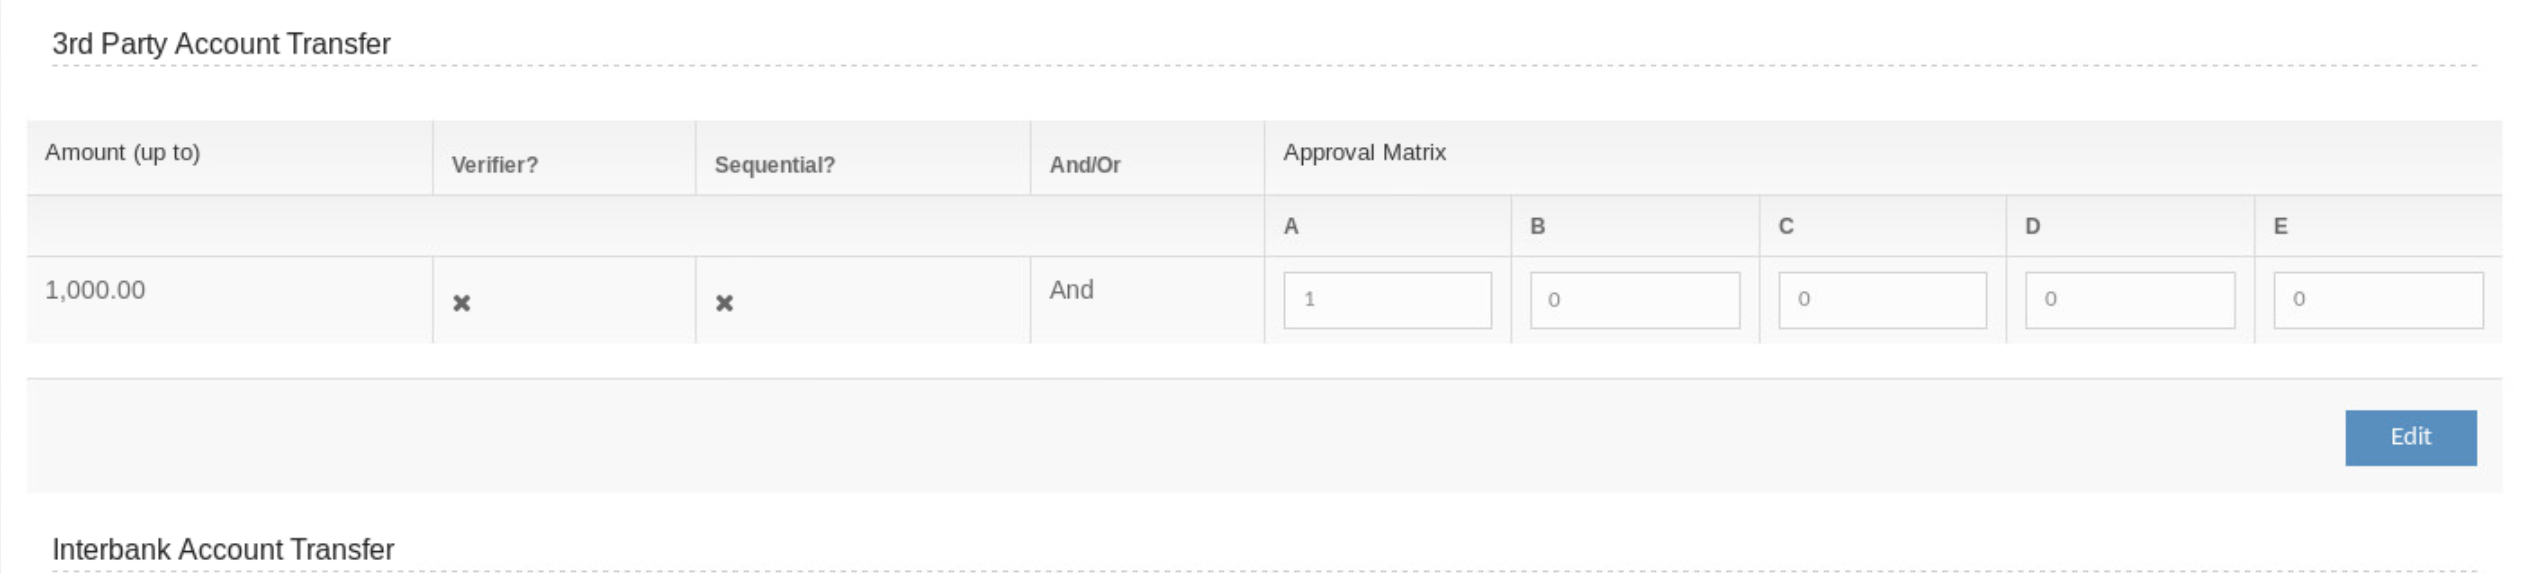 3rd Party Account Transfer
Amount (up to) Verifier? Sequential? And/Or Approval Matrix
A B C D E
1,000.00 ✖ ✖ And 1 0 0 0 0
Edit
Interbank Account Transfer